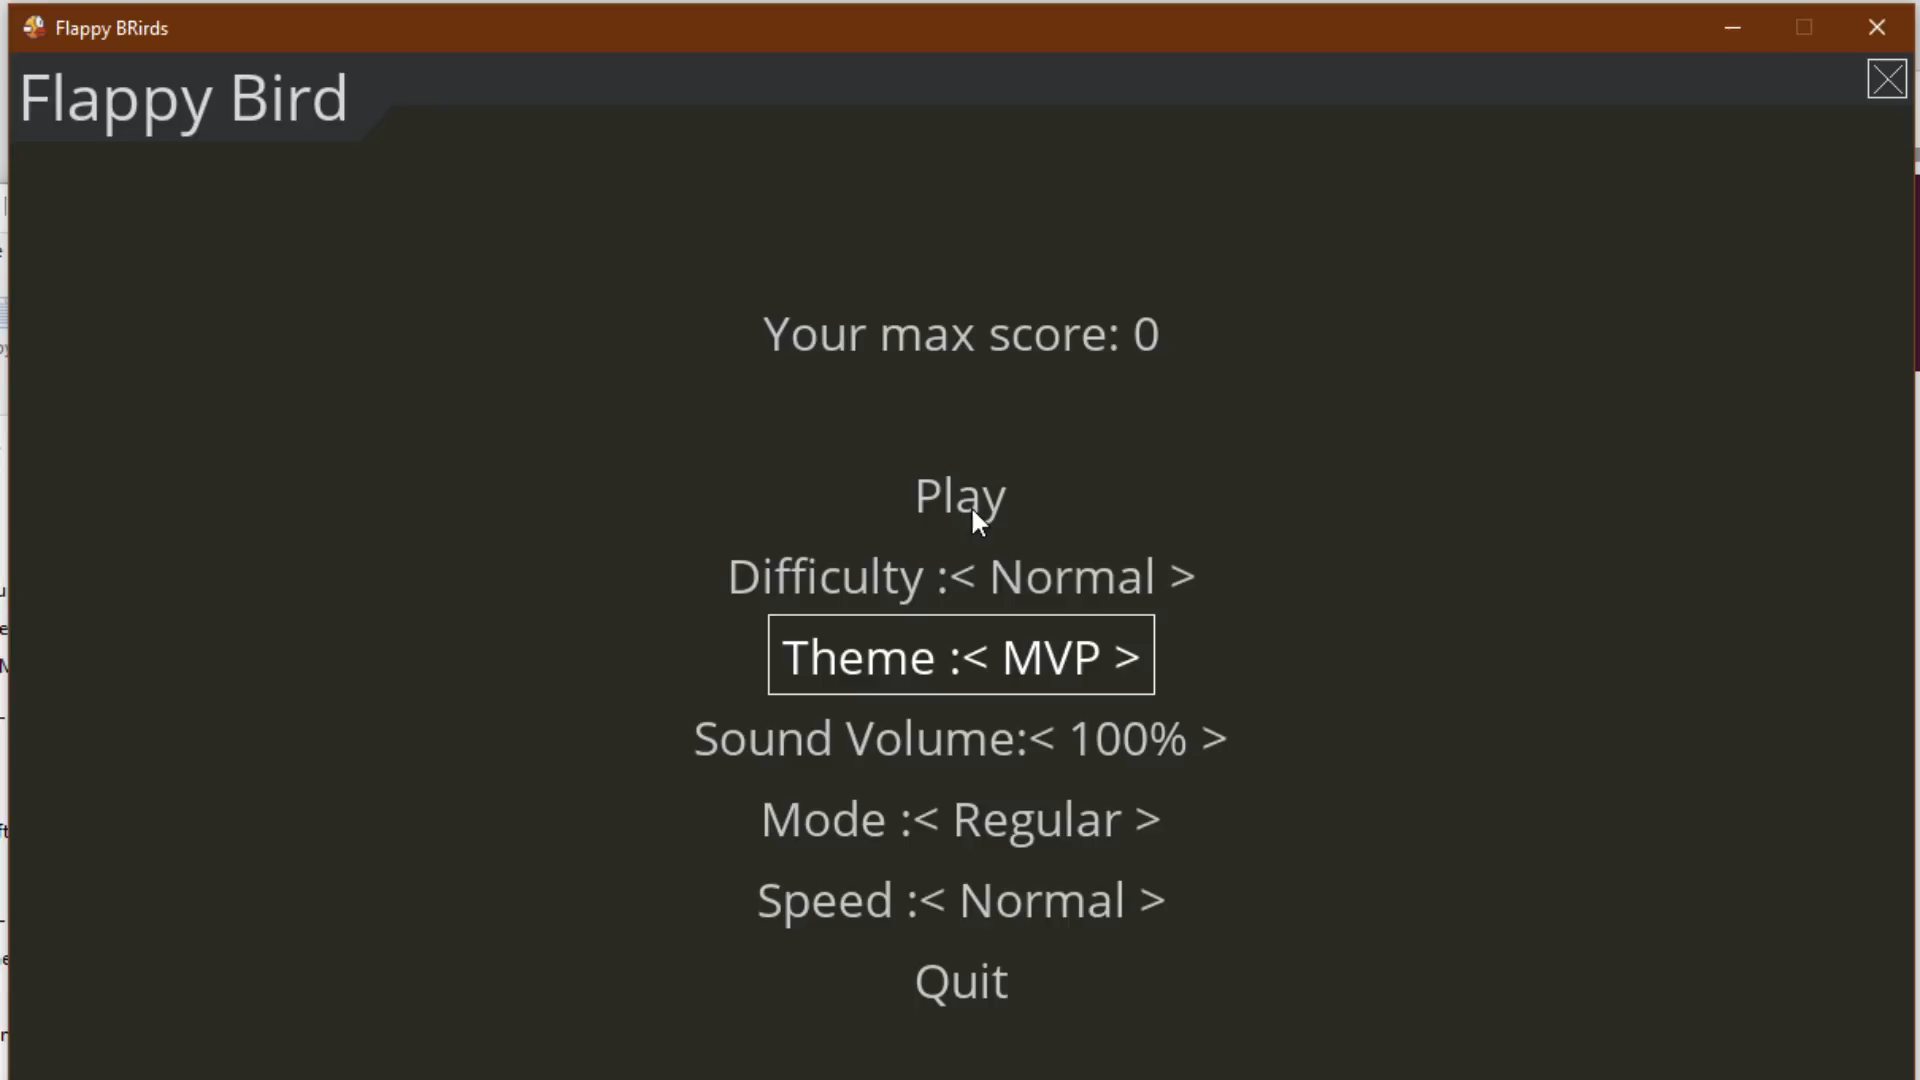 Flappy BRirds
Flappy Bird
Your max score: 0
Play
Difficulty :< Normal >
Theme :< MVP >
Sound Volume:< 100% >
Mode :< Regular >
Speed :< Normal >
Quit